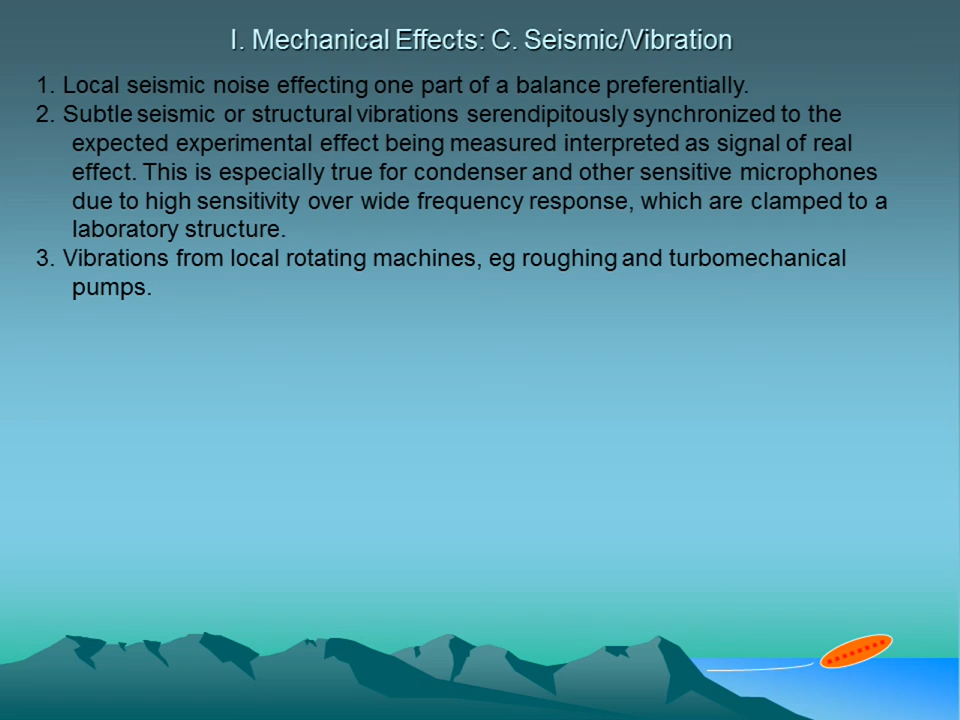 I. Mechanical Effects: C. Seismic/Vibration
1. Local seismic noise effecting one part of a balance preferentially.
2. Subtle seismic or structural vibrations serendipitously synchronized to the
expected experimental effect being measured interpreted as signal of real
effect. This is especially true for condenser and other sensitive microphones
due to high sensitivity over wide frequency response, which are clamped to a
laboratory structure.
3. Vibrations from local rotating machines, eg roughing and turbomechanical
pumps.